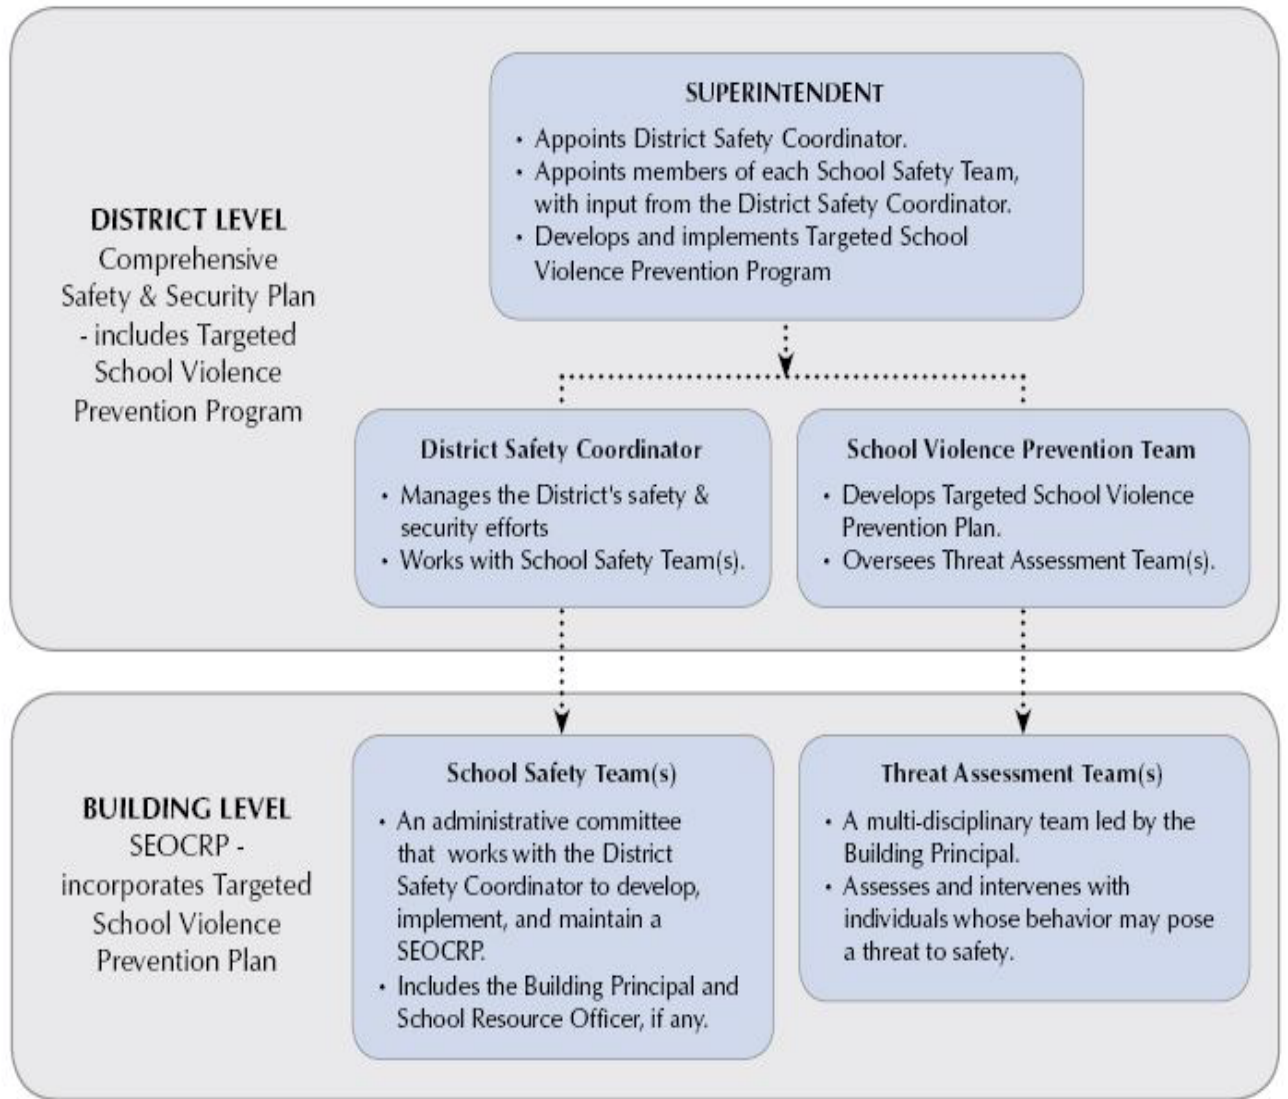 SUPERINTENDENT
• Appoints District Safety Coordinator.
• Appoints members of each School Safety Team,
with input from the District Safety Coordinator.
• Develops and implements Targeted School
Violence Prevention Program
DISTRICT LEVEL
Comprehensive
Safety & Security Plan
- includes Targeted
School Violence
Prevention Program
District Safety Coordinator
• Manages the District's safety &
security efforts
• Works with School Safety Team(s).
School Violence Prevention Team
• Develops Targeted School Violence
Prevention Plan.
• Oversees Threat Assessment Team(s).
BUILDING LEVEL
SEOCRP -
incorporates Targeted
School Violence
Prevention Plan
School Safety Team(s)
• An administrative committee
that works with the District
Safety Coordinator to develop,
implement, and maintain a
SEOCRP.
• Includes the Building Principal and
School Resource Officer, if any.
Threat Assessment Team(s)
• A multi-disciplinary team led by the
Building Principal.
• Assesses and intervenes with
individuals whose behavior may pose
a threat to safety.